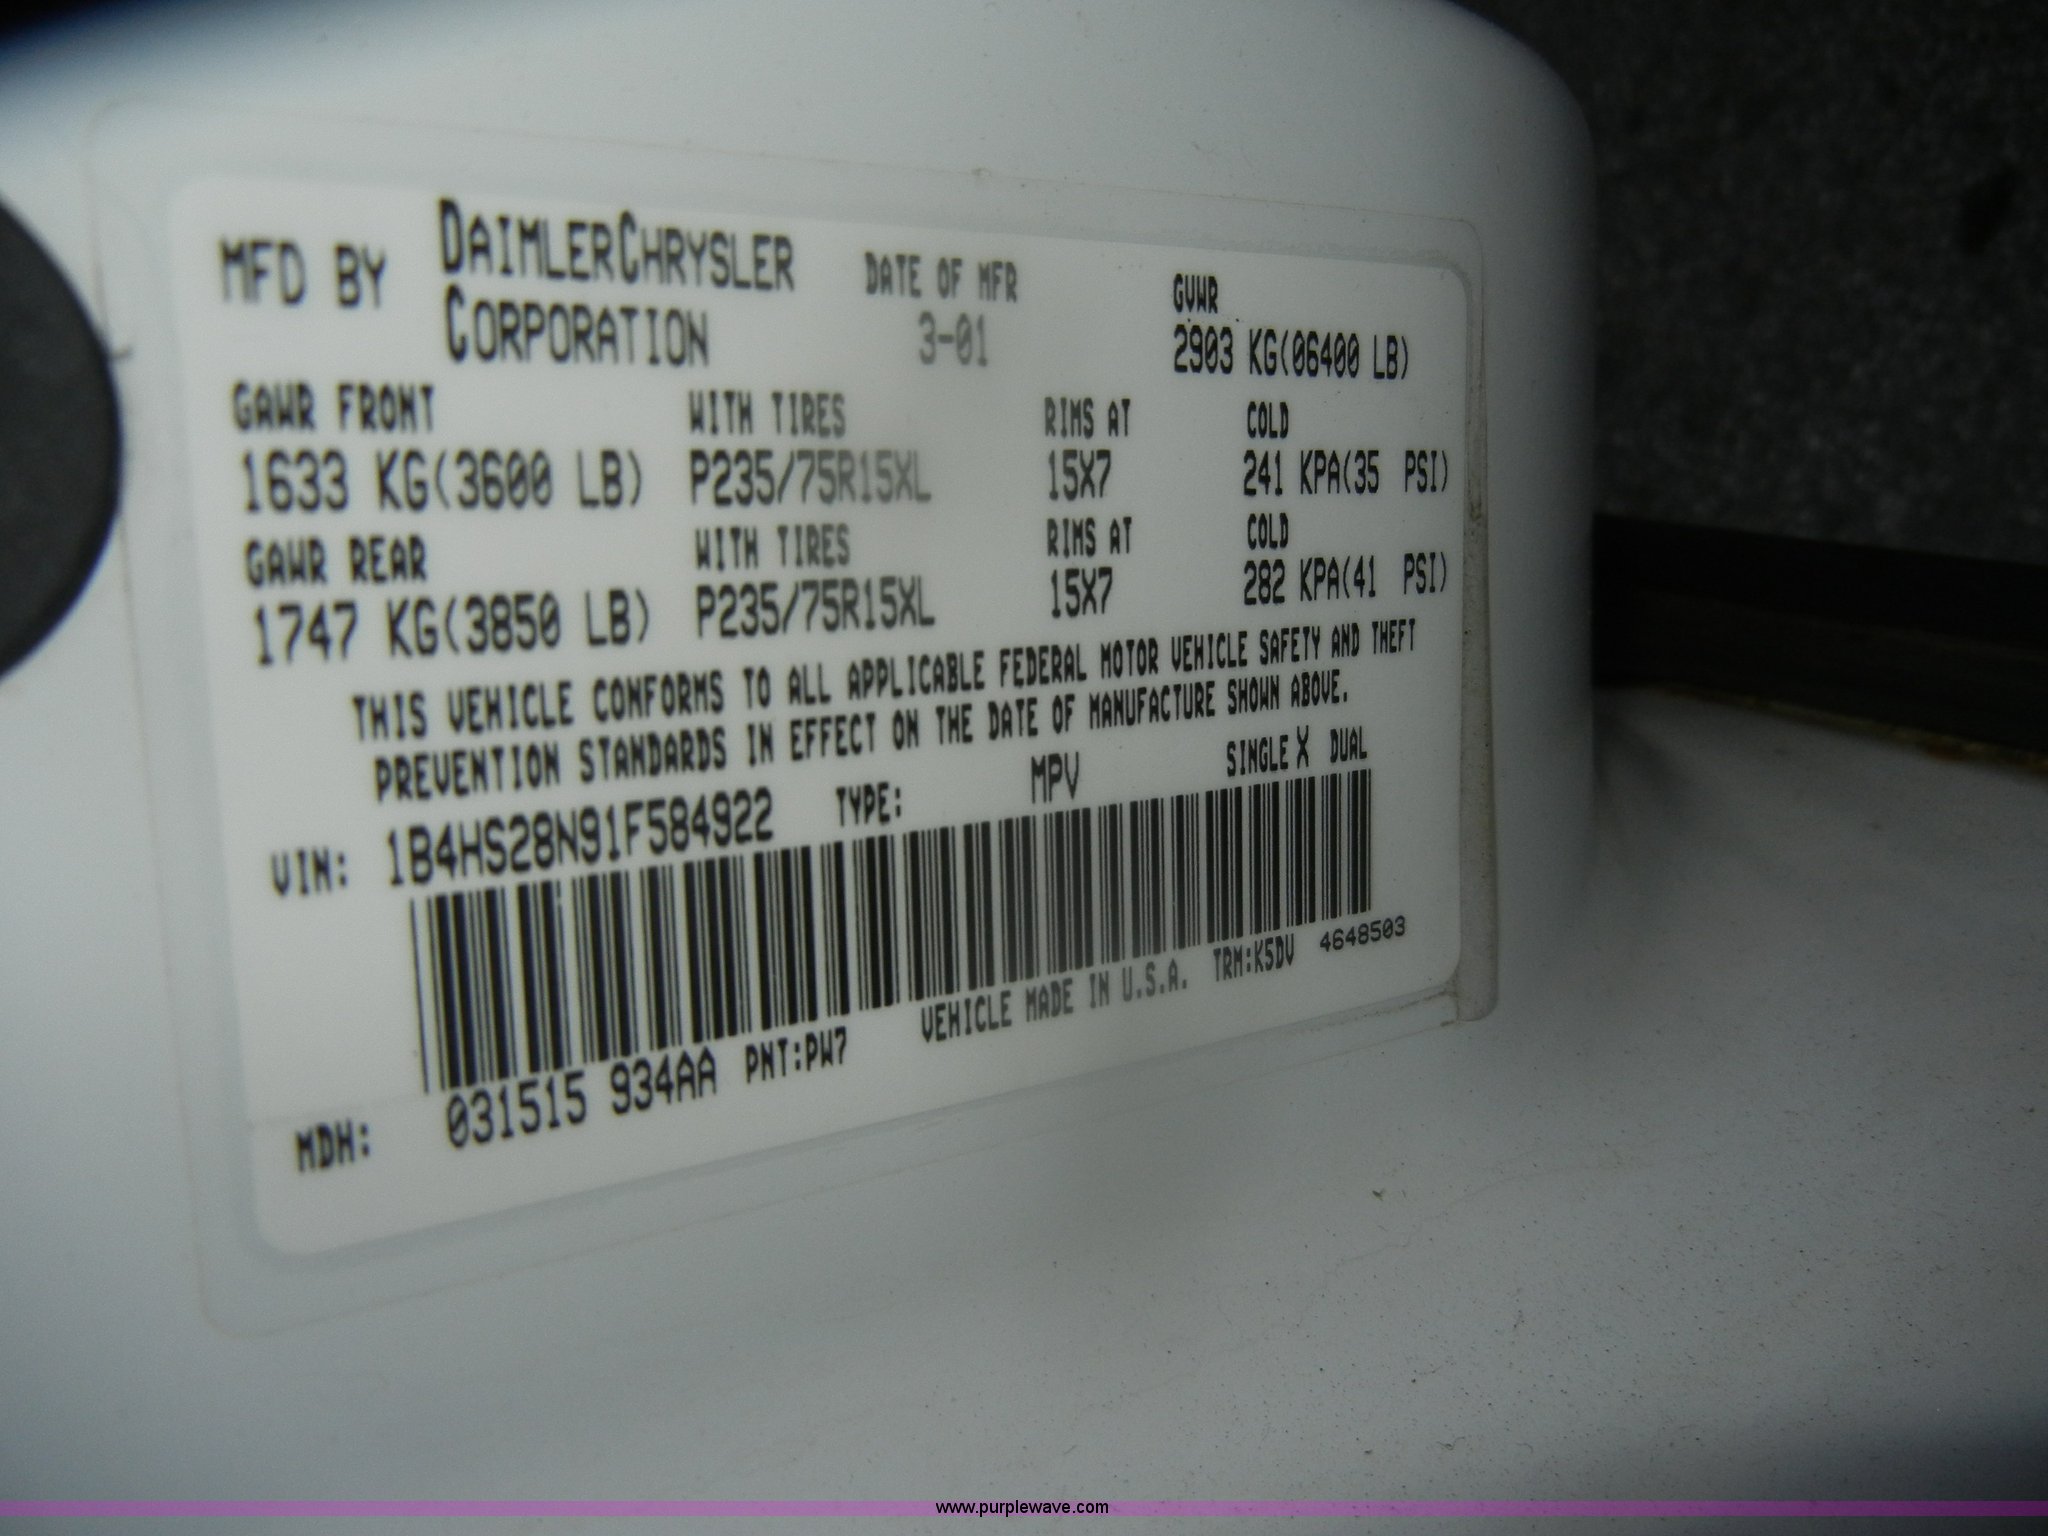 MFD BY DAIMLERCHRYSLER CORPORATION DATE OF MFR 3-01 GVWR 2903 KG(06400 LB)
GAWR FRONT WITH TIRES RIMS AT COLD
1633 KG(3600 LB) P235/75R15XL 15X7 241 KPA(35 PSI)
GAWR REAR WITH TIRES RIMS AT COLD
1747 KG(3850 LB) P235/75R15XL 15X7 282 KPA(41 PSI)
THIS VEHICLE CONFORMS TO ALL APPLICABLE FEDERAL MOTOR VEHICLE SAFETY AND THEFT
PREVENTION STANDARDS IN EFFECT ON THE DATE OF MANUFACTURE SHOWN ABOVE.
VIN: 1B4HS28N91F584922 TYPE: MPV SINGLE X DUAL
MDH: 031515 934AA PNT:PW7 VEHICLE MADE IN U.S.A. TRM:K5DV 4648503
www.purplewave.com